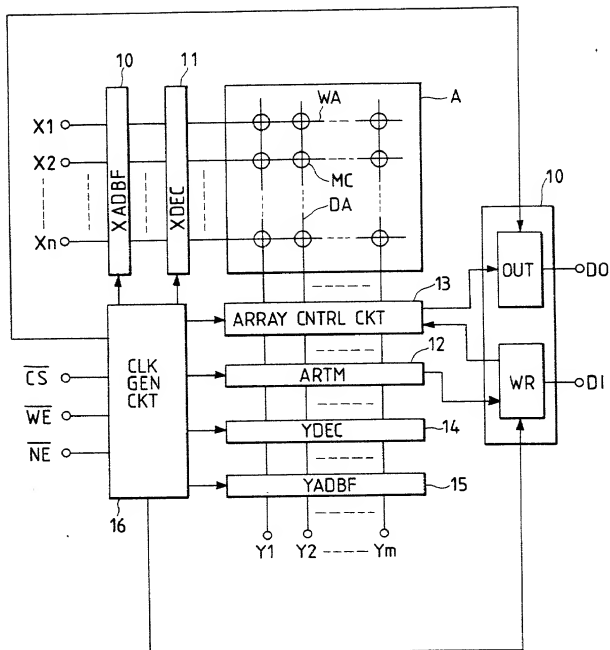 10
11
WA
A
X1
X2
Xn
XADBF
XDEC
MC
DA
10
OUT
DO
13
ARRAY CNTRL CKT
12
CLK
GEN
CKT
CS
WE
NE
ARTM
WR
DI
YDEC
14
YADBF
15
16
Y1 Y2 Ym